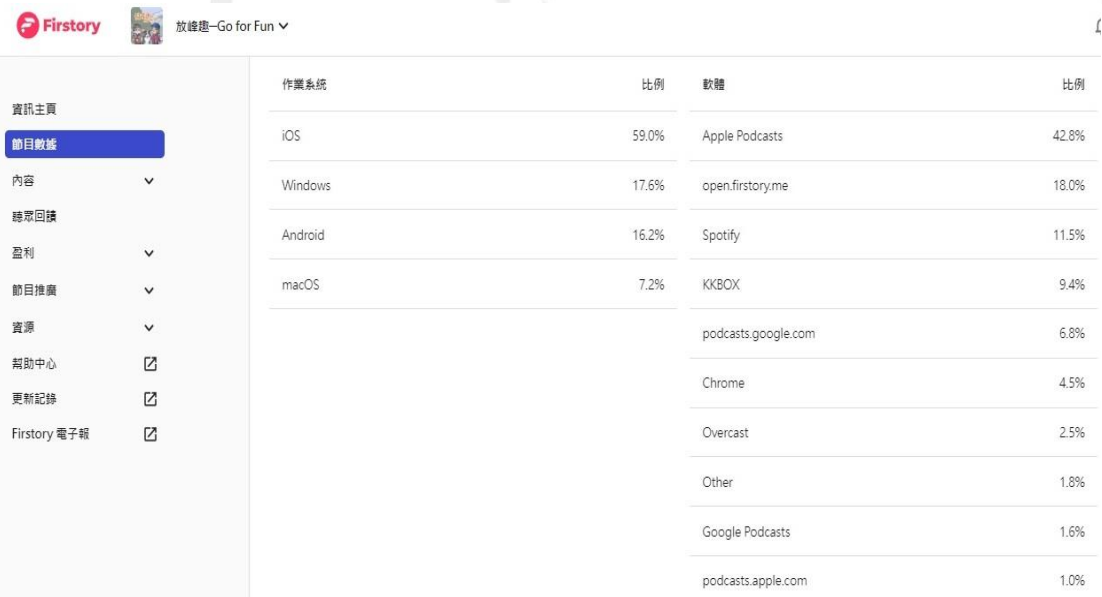 Firstory
放峰趣—Go for Fun
資訊主頁
節目數據
內容
聽眾回饋
盈利
節目推廣
資源
幫助中心
更新記錄
Firstory 電子報
作業系統 比例
iOS 59.0%
Windows 17.6%
Android 16.2%
macOS 7.2%
軟體 比例
Apple Podcasts 42.8%
open.firstory.me 18.0%
Spotify 11.5%
KKBOX 9.4%
podcasts.google.com 6.8%
Chrome 4.5%
Overcast 2.5%
Other 1.8%
Google Podcasts 1.6%
podcasts.apple.com 1.0%